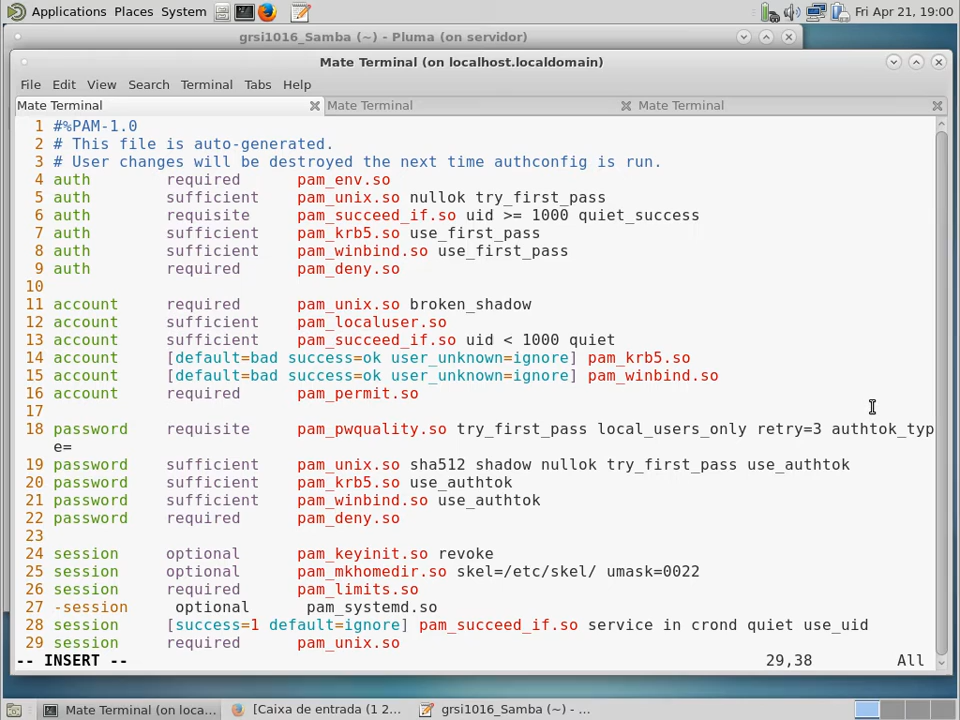 Applications Places System Fri Apr 21, 19:00
grsi1016_Samba (~) - Pluma (on servidor)
Mate Terminal (on localhost.localdomain)
File Edit View Search Terminal Tabs Help
Mate Terminal Mate Terminal Mate Terminal
1 #%PAM-1.0
2 # This file is auto-generated.
3 # User changes will be destroyed the next time authconfig is run.
4 auth required pam_env.so
5 auth sufficient pam_unix.so nullok try_first_pass
6 auth requisite pam_succeed_if.so uid >= 1000 quiet_success
7 auth sufficient pam_krb5.so use_first_pass
8 auth sufficient pam_winbind.so use_first_pass
9 auth required pam_deny.so
10
11 account required pam_unix.so broken_shadow
12 account sufficient pam_localuser.so
13 account sufficient pam_succeed_if.so uid < 1000 quiet
14 account [default=bad success=ok user_unknown=ignore] pam_krb5.so
15 account [default=bad success=ok user_unknown=ignore] pam_winbind.so
16 account required pam_permit.so
17
18 password requisite pam_pwquality.so try_first_pass local_users_only retry=3 authtok_typ
e=
19 password sufficient pam_unix.so sha512 shadow nullok try_first_pass use_authtok
20 password sufficient pam_krb5.so use_authtok
21 password sufficient pam_winbind.so use_authtok
22 password required pam_deny.so
23
24 session optional pam_keyinit.so revoke
25 session optional pam_mkhomedir.so skel=/etc/skel/ umask=0022
26 session required pam_limits.so
27 -session optional pam_systemd.so
28 session [success=1 default=ignore] pam_succeed_if.so service in crond quiet use_uid
29 session required pam_unix.so
-- INSERT -- 29,38 All
Mate Terminal (on loca... [Caixa de entrada (1 2... grsi1016_Samba (~) - ...